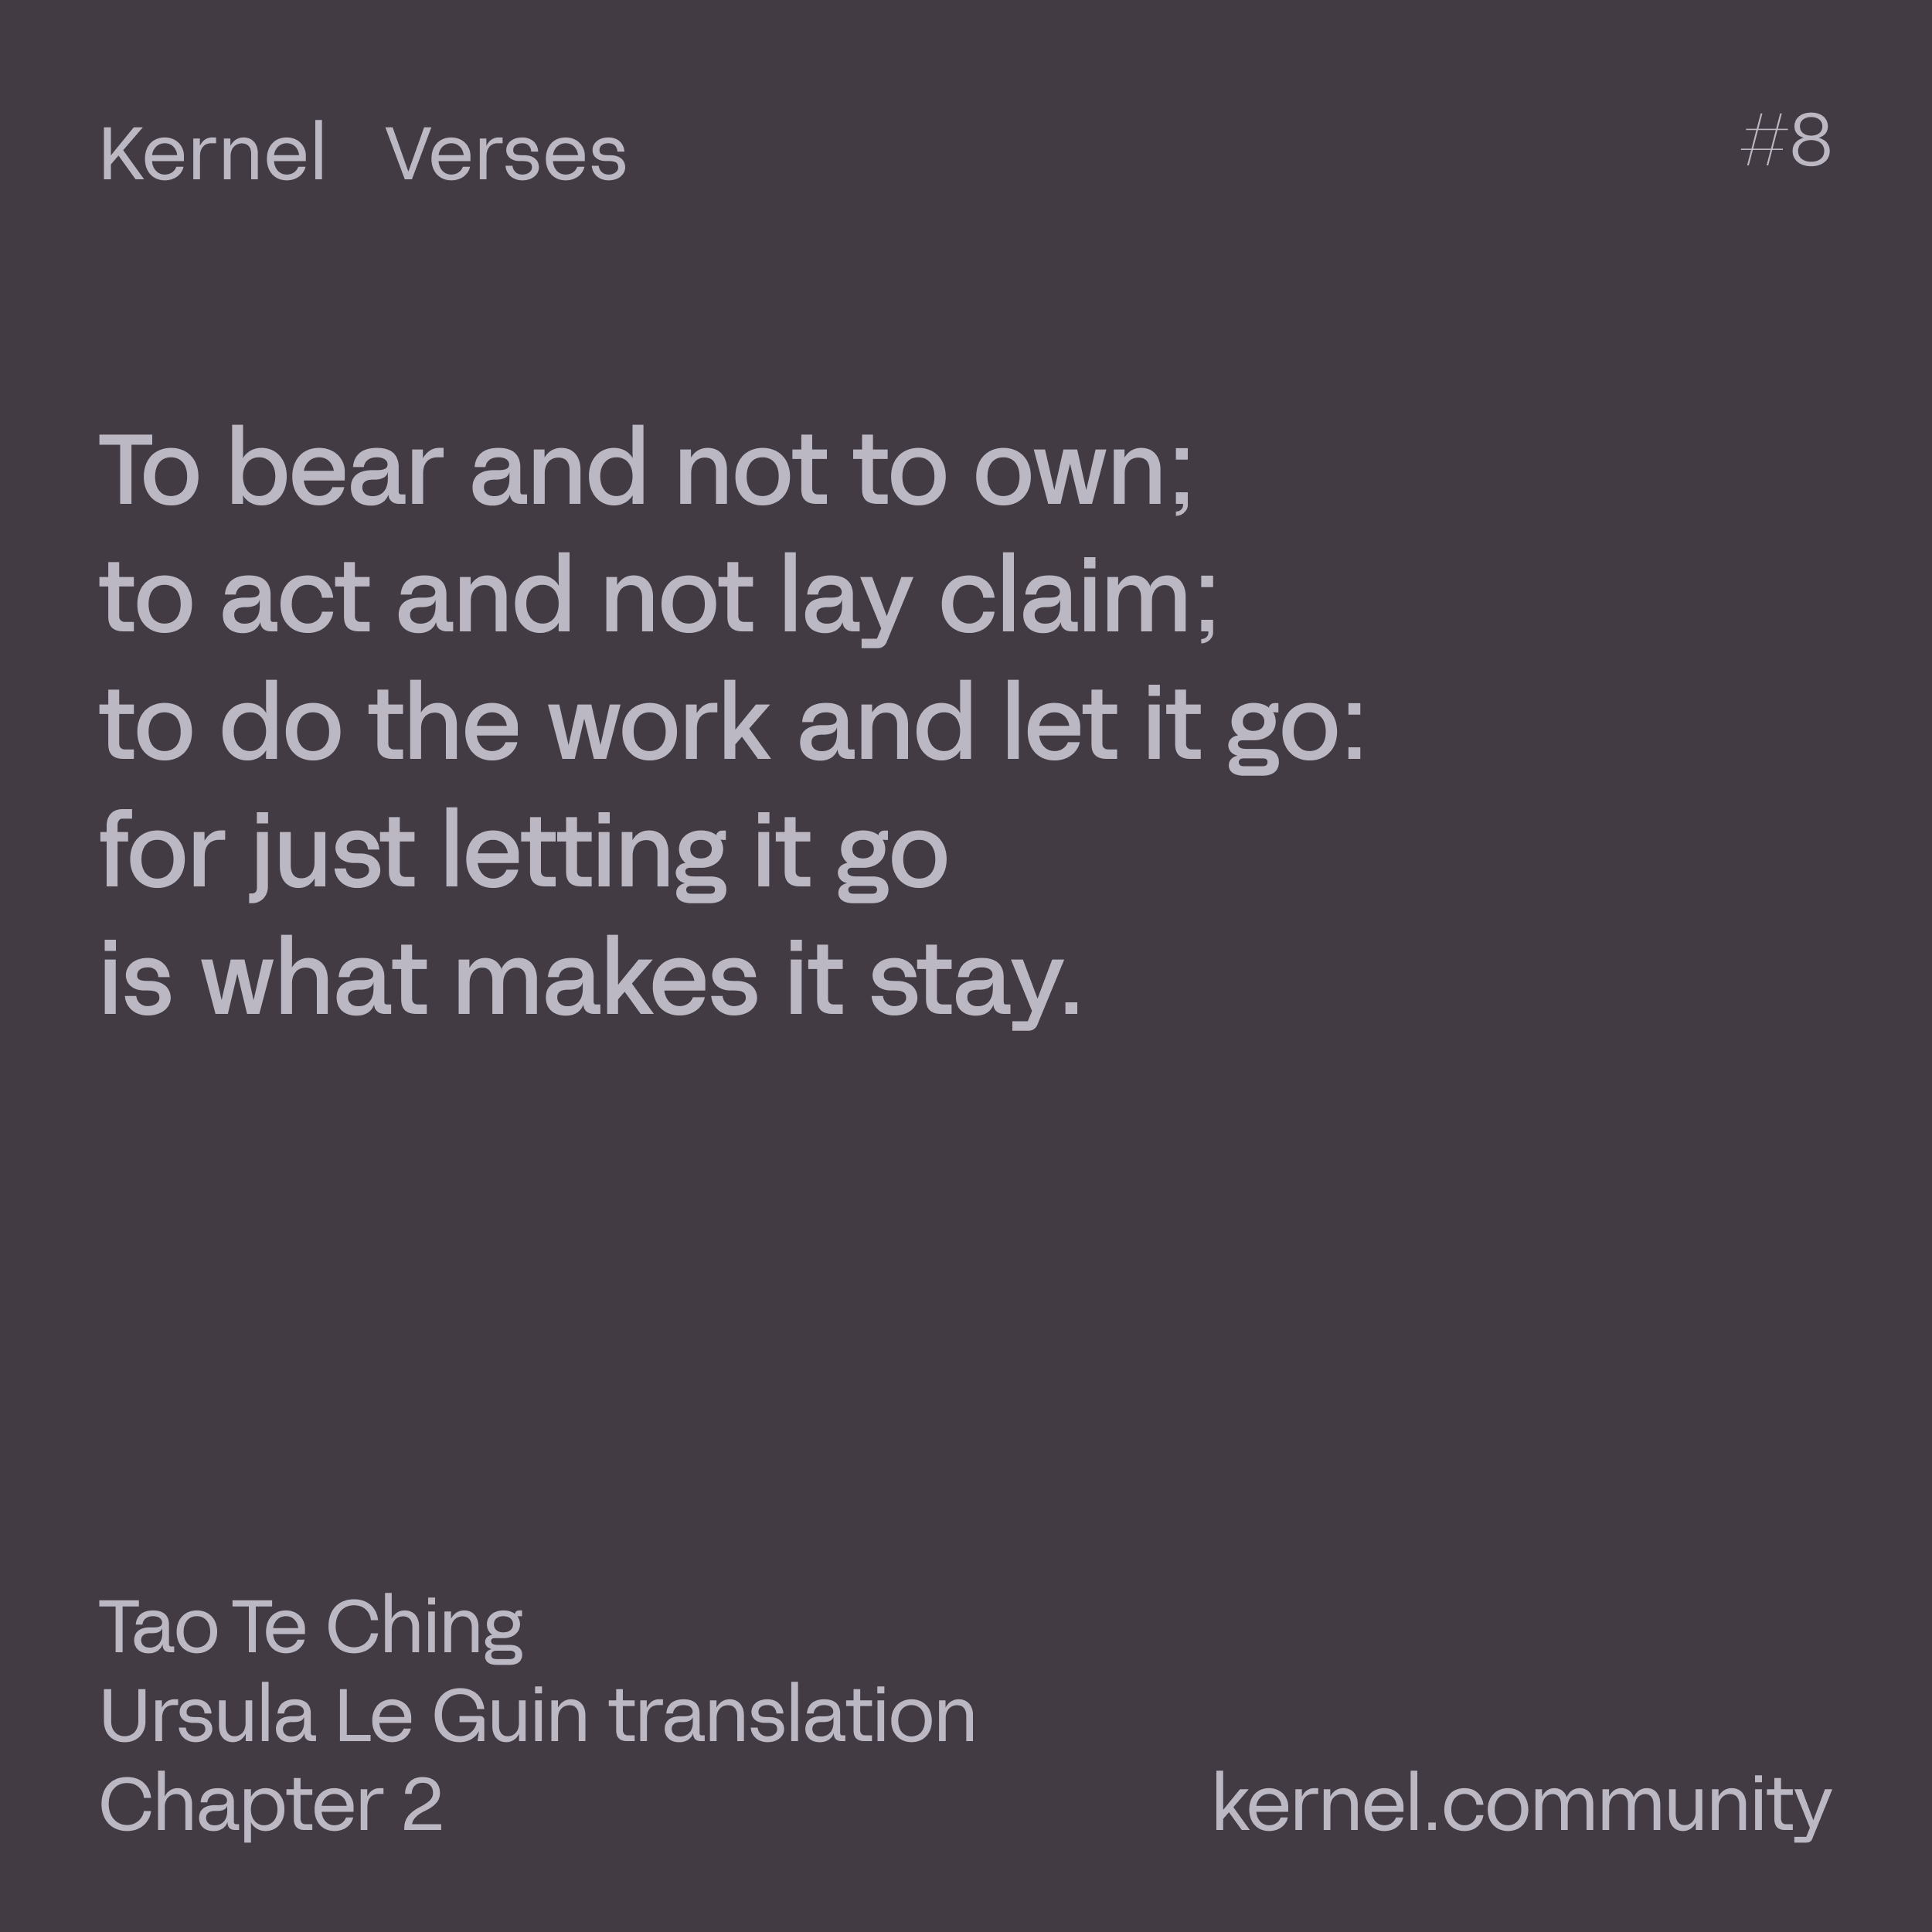 Kernel Verses
#8
To bear and not to own;
to act and not lay claim;
to do the work and let it go:
for just letting it go
is what makes it stay.
Tao Te Ching
Ursula LeGuin translation
Chapter 2
kernel.community